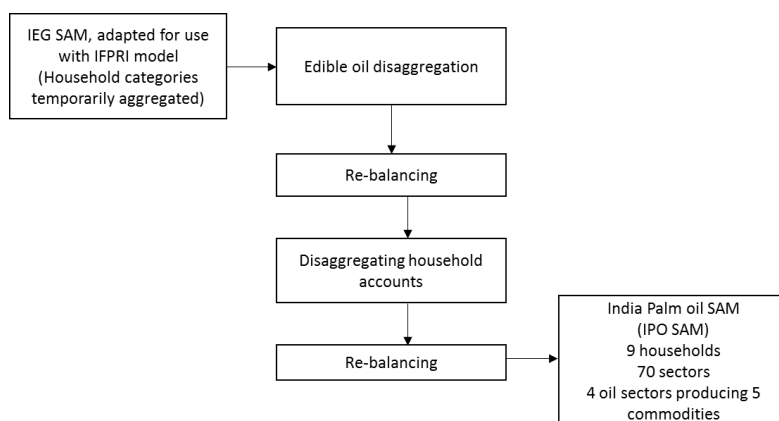 IEG SAM, adapted for use
with IFPRI model
(Household categories
temporarily aggregated)
Edible oil disaggregation
Re-balancing
Disaggregating household
accounts
Re-balancing
India Palm oil SAM
(IPO SAM)
9 households
70 sectors
4 oil sectors producing 5
commodities